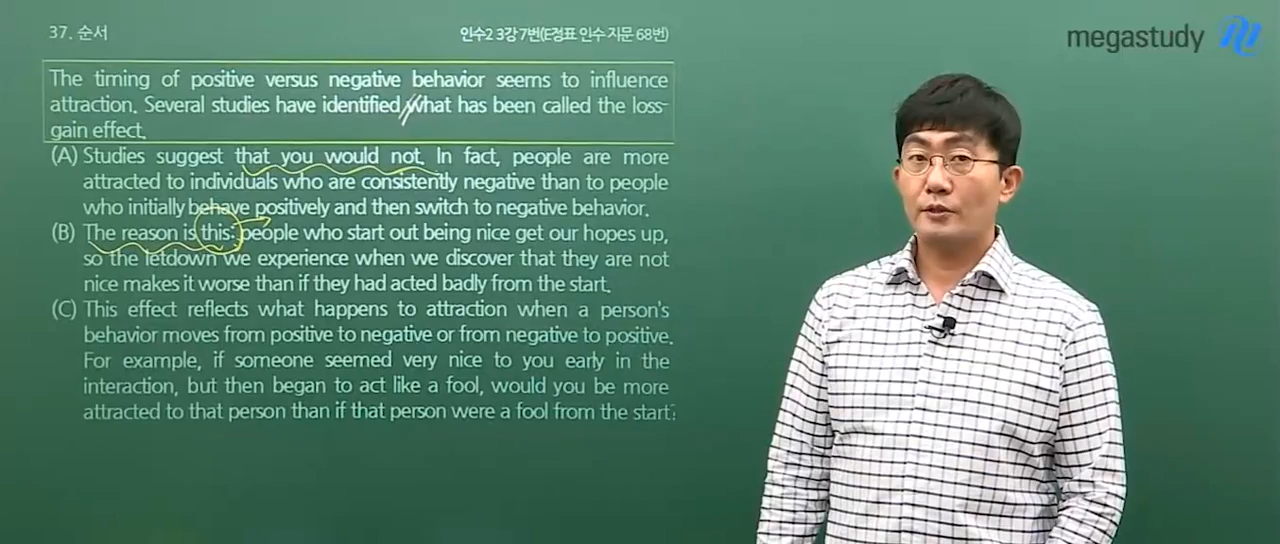 37. 순서
인수2 3강 7번(E정표 인수 지문 68번)
megastudy
The timing of positive versus negative behavior seems to influence
attraction. Several studies have identified what has been called the loss-
gain effect.
(A) Studies suggest that you would not. In fact, people are more
attracted to individuals who are consistently negative than to people
who initially behave positively and then switch to negative behavior.
(B) The reason is this: people who start out being nice get our hopes up,
so the letdown we experience when we discover that they are not
nice makes it worse than if they had acted badly from the start.
(C) This effect reflects what happens to attraction when a person's
behavior moves from positive to negative or from negative to positive.
For example, if someone seemed very nice to you early in the
interaction, but then began to act like a fool, would you be more
attracted to that person than if that person were a fool from the start?